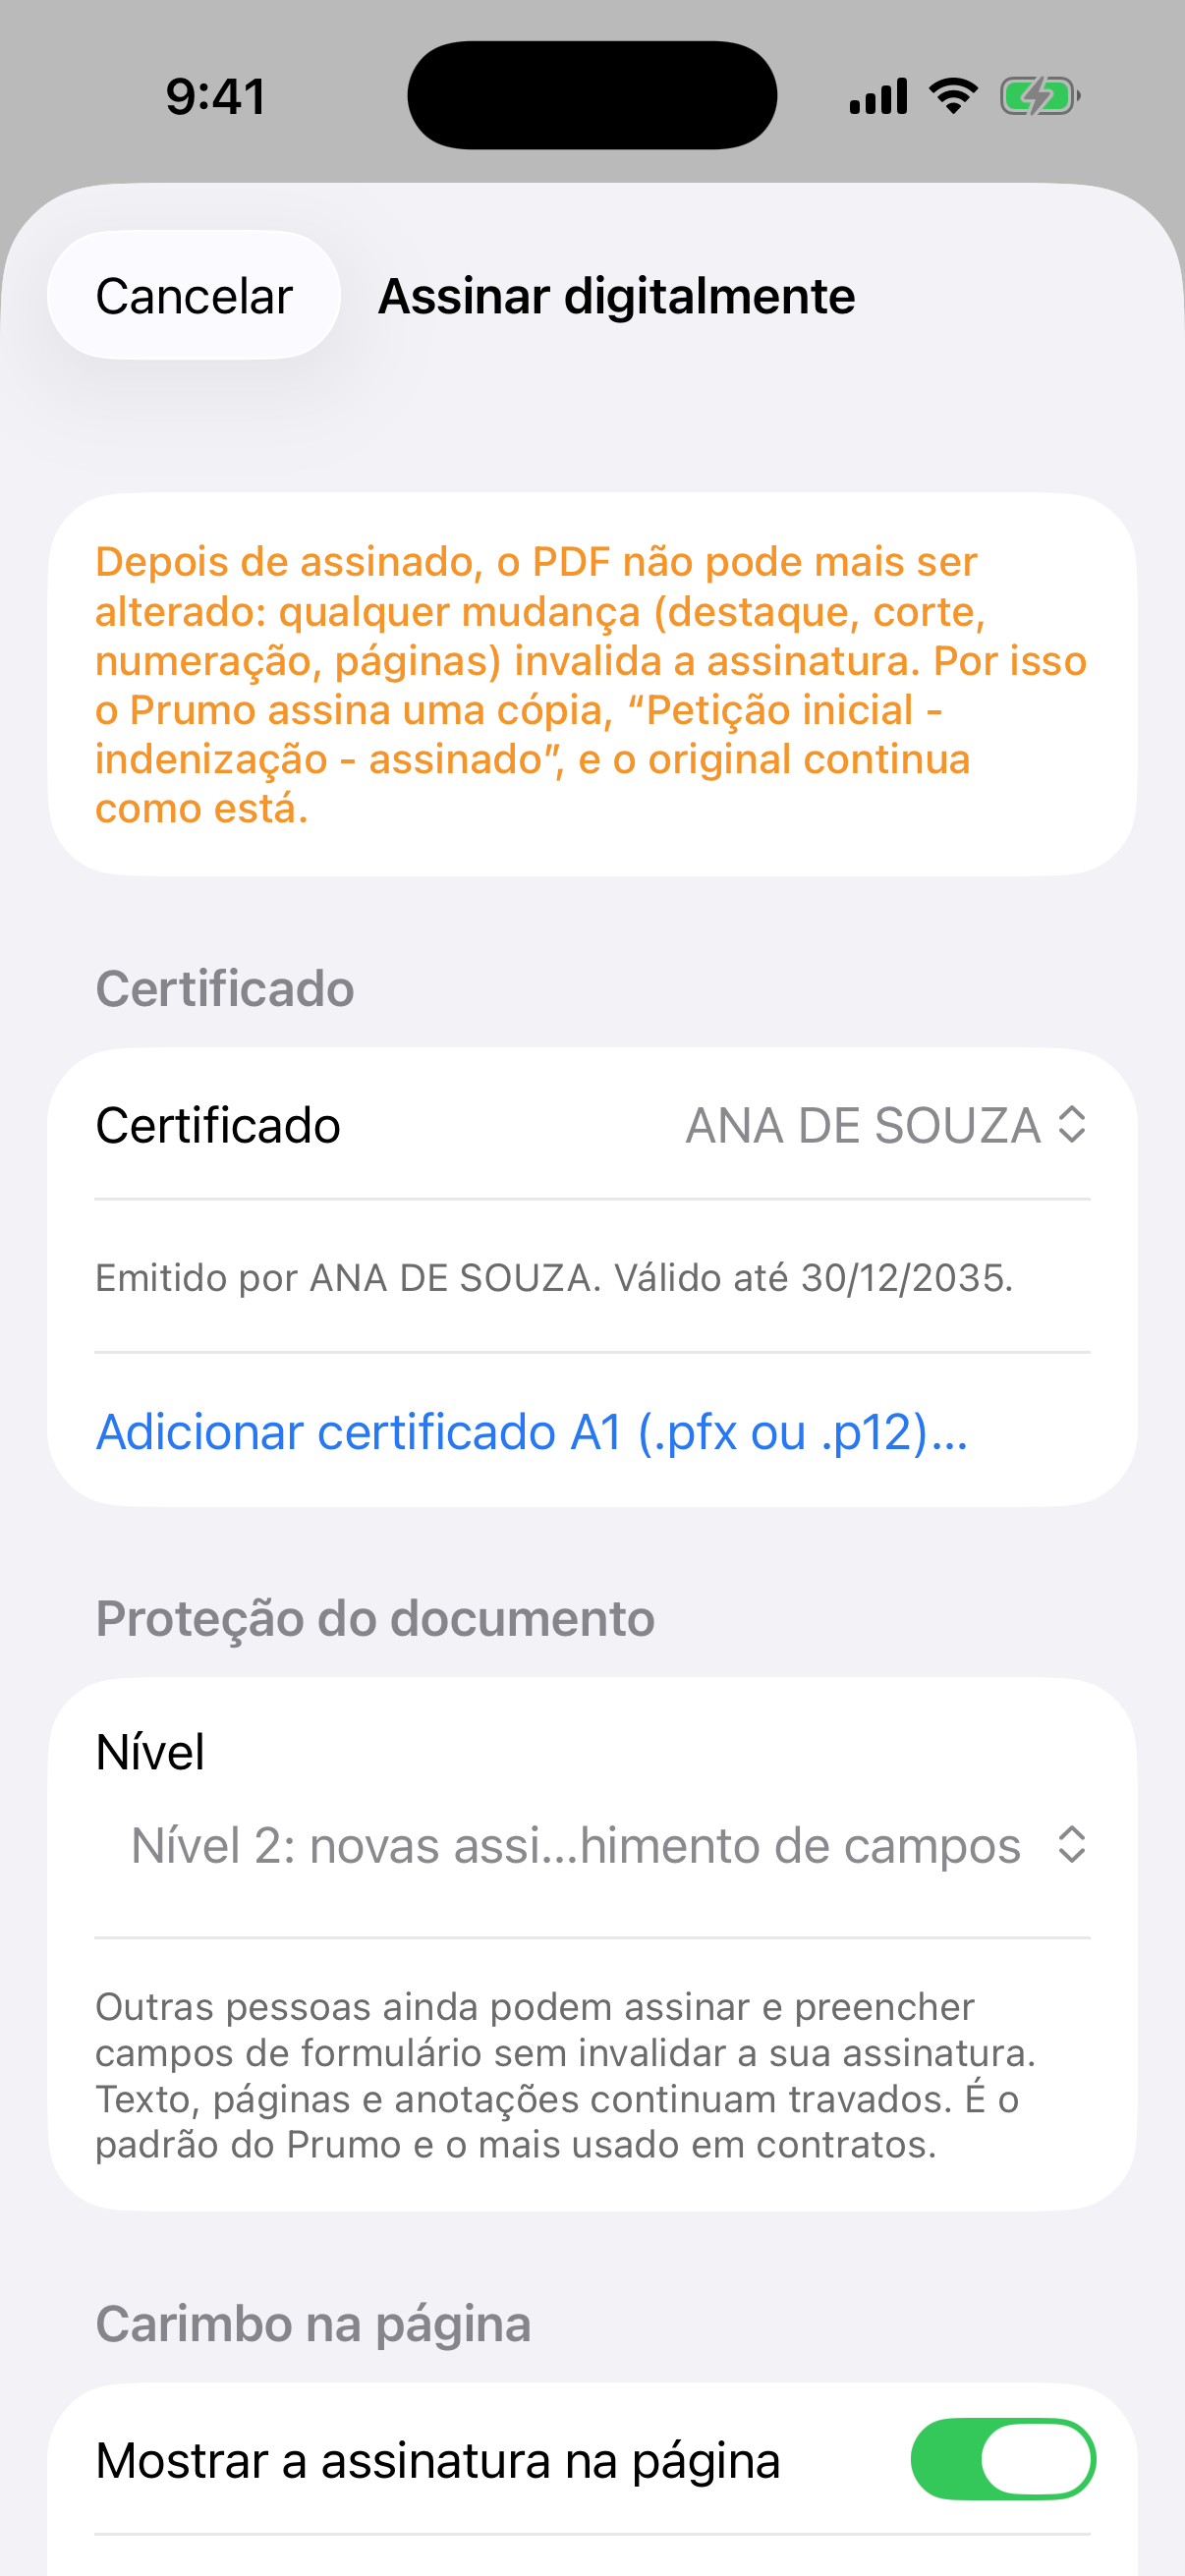 9:41
Cancelar
Assinar digitalmente
Depois de assinado, o PDF não pode mais ser
alterado: qualquer mudança (destaque, corte,
numeração, páginas) invalida a assinatura. Por isso
o Prumo assina uma cópia, “Petição inicial -
indenização - assinado”, e o original continua
como está.
Certificado
Certificado
ANA DE SOUZA
Emitido por ANA DE SOUZA. Válido até 30/12/2035.
Adicionar certificado A1 (.pfx ou .p12)...
Proteção do documento
Nível
Nível 2: novas assi...himento de campos
Outras pessoas ainda podem assinar e preencher
campos de formulário sem invalidar a sua assinatura.
Texto, páginas e anotações continuam travados. É o
padrão do Prumo e o mais usado em contratos.
Carimbo na página
Mostrar a assinatura na página